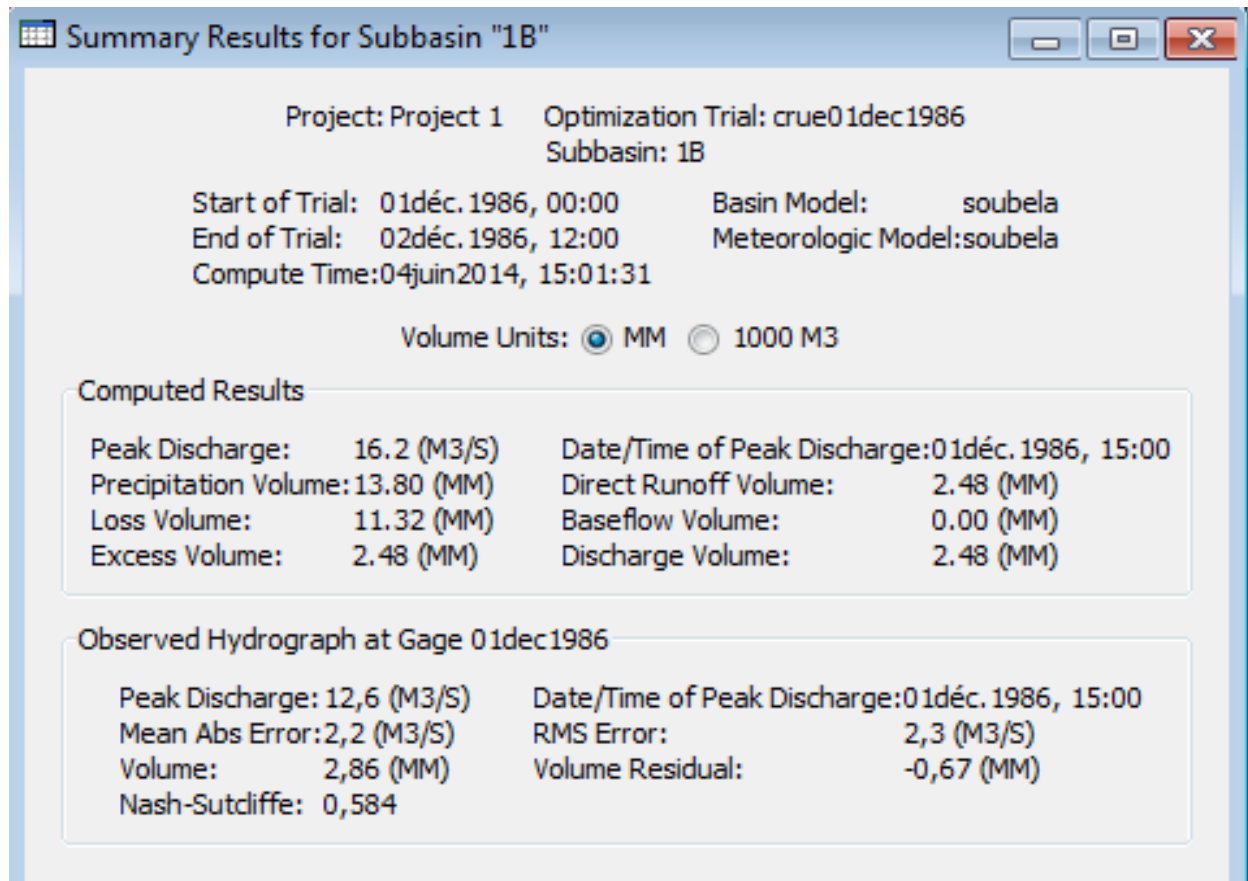 Summary Results for Subbasin "1B"
Project: Project 1 Optimization Trial: crue01dec1986
Subbasin: 1B
Start of Trial: 01déc.1986, 00:00 Basin Model: soubela
End of Trial: 02déc.1986, 12:00 Meteorologic Model:soubela
Compute Time:04juin2014, 15:01:31
Volume Units: MM 1000 M3
Computed Results
Peak Discharge: 16.2 (M3/S) Date/Time of Peak Discharge:01déc.1986, 15:00
Precipitation Volume:13.80 (MM) Direct Runoff Volume: 2.48 (MM)
Loss Volume: 11.32 (MM) Baseflow Volume: 0.00 (MM)
Excess Volume: 2.48 (MM) Discharge Volume: 2.48 (MM)
Observed Hydrograph at Gage 01dec1986
Peak Discharge: 12,6 (M3/S) Date/Time of Peak Discharge:01déc.1986, 15:00
Mean Abs Error:2,2 (M3/S) RMS Error: 2,3 (M3/S)
Volume: 2,86 (MM) Volume Residual: -0,67 (MM)
Nash-Sutcliffe: 0,584